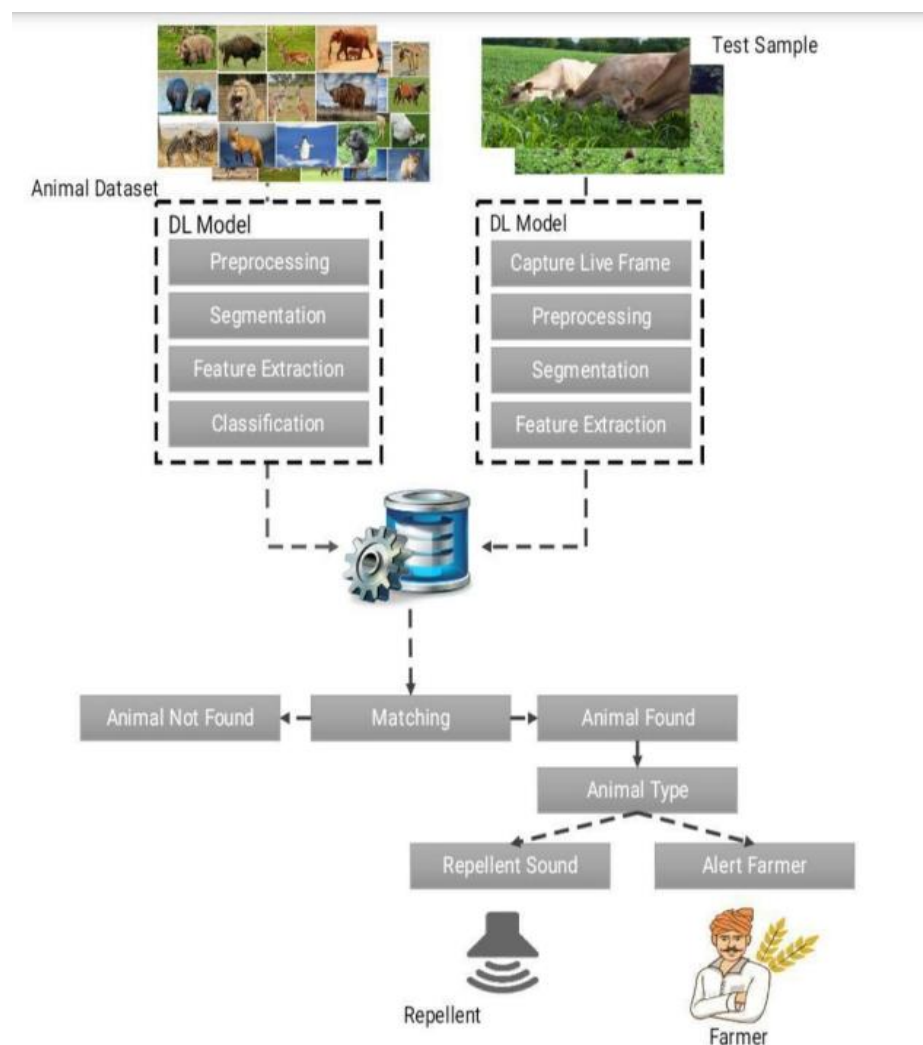 Test Sample
Animal Dataset
DL Model
Preprocessing
Segmentation
Feature Extraction
Classification
DL Model
Capture Live Frame
Preprocessing
Segmentation
Feature Extraction
Animal Not Found
Matching
Animal Found
Animal Type
Repellent Sound
Alert Farmer
Repellent
Farmer